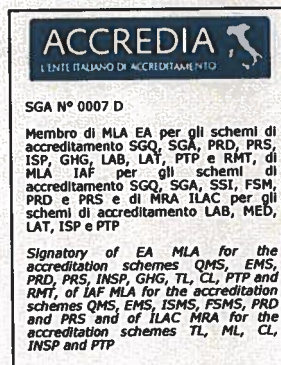 ACCREDIA
L'ENTE ITALIANO DI ACCREDITAMENTO
SGA N° 0007 D
Membro di MLA EA per gli schemi di
accreditamento SGQ, SGA, PRD, PRS,
ISP, GHG, LAB, LAT, PTP e RMT, di
MLA IAF per gli schemi di
accreditamento SGQ, SGA, SSI, FSM,
PRD e PRS e di MRA ILAC per gli
schemi di accreditamento LAB, MED,
LAT, ISP e PTP
Signatory of EA MLA for the
accreditation schemes QMS, EMS,
PRD, PRS, INSP, GHG, TL, CL, PTP and
RMT, of IAF MLA for the accreditation
schemes QMS, EMS, ISMS, FSMS, PRD
and PRS and of ILAC MRA for the
accreditation schemes TL, ML, CL,
INSP and PTP